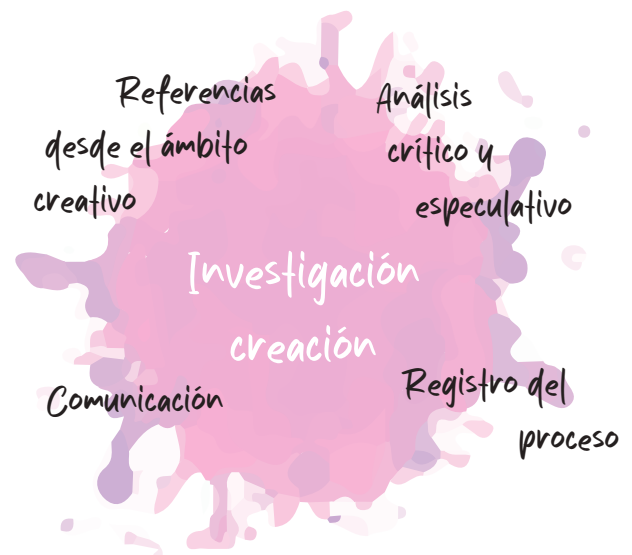 Referencias
desde el ámbito
creativo
Análisis
crítico y
especulativo
Investigación
creación
Comunicación
Registro del
proceso